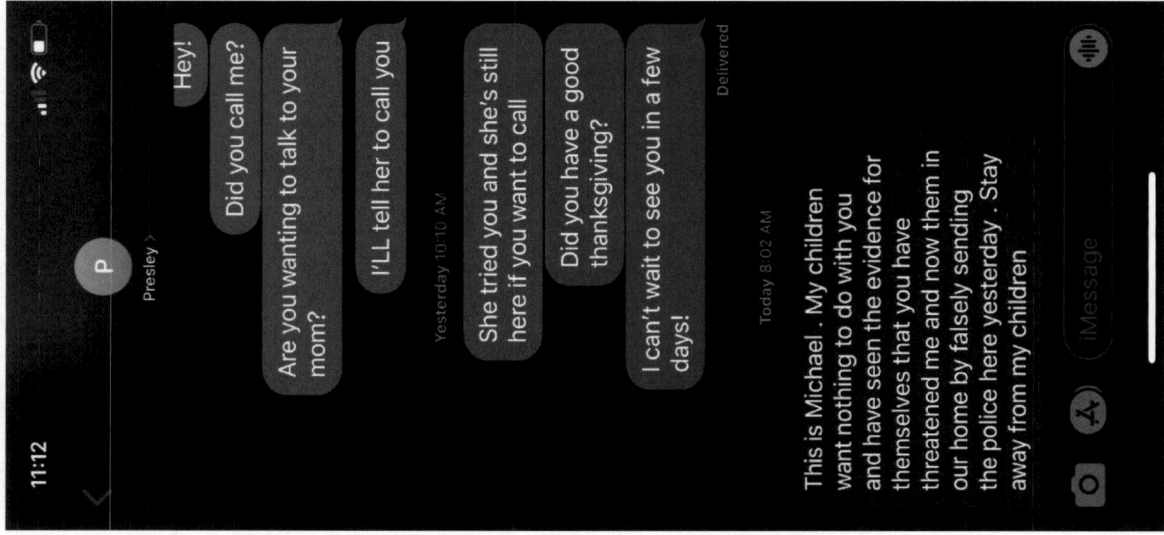 11:12
P
Presley >
Hey!
Did you call me?
Are you wanting to talk to your
mom?
I'LL tell her to call you
Yesterday 10:10 AM
She tried you and she's still
here if you want to call
Did you have a good
thanksgiving?
I can't wait to see you in a few
days!
Delivered
Today 8:02 AM
This is Michael . My children
want nothing to do with you
and have seen the evidence for
themselves that you have
threatened me and now them in
our home by falsely sending
the police here yesterday . Stay
away from my children
iMessage